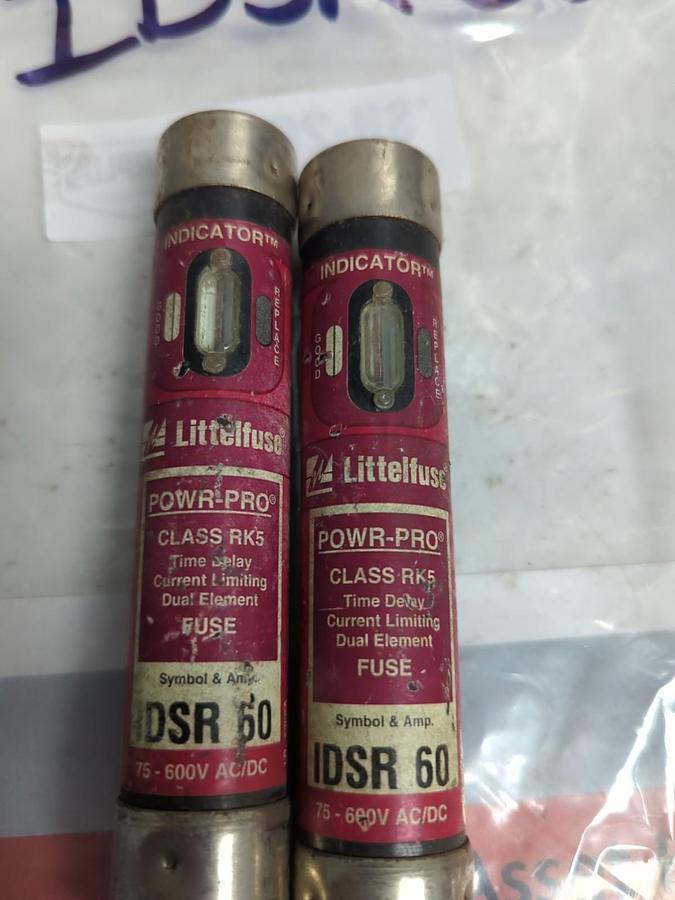 INDICATOR™
GOOD
REPLACE
Littelfuse®
POWR-PRO®
CLASS RK5
Time Delay
Current Limiting
Dual Element
FUSE
Symbol & Amp.
IDSR 60
75 - 600V AC/DC
INDICATOR™
GOOD
REPLACE
Littelfuse
POWR-PRO®
CLASS RK5
Time Delay
Current Limiting
Dual Element
FUSE
Symbol & Amp.
IDSR 60
75 - 600V AC/DC